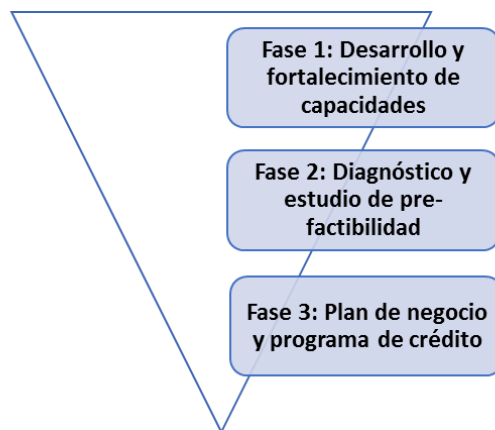 Fase 1: Desarrollo y
fortalecimiento de
capacidades
Fase 2: Diagnóstico y
estudio de pre-
factibilidad
Fase 3: Plan de negocio
y programa de crédito